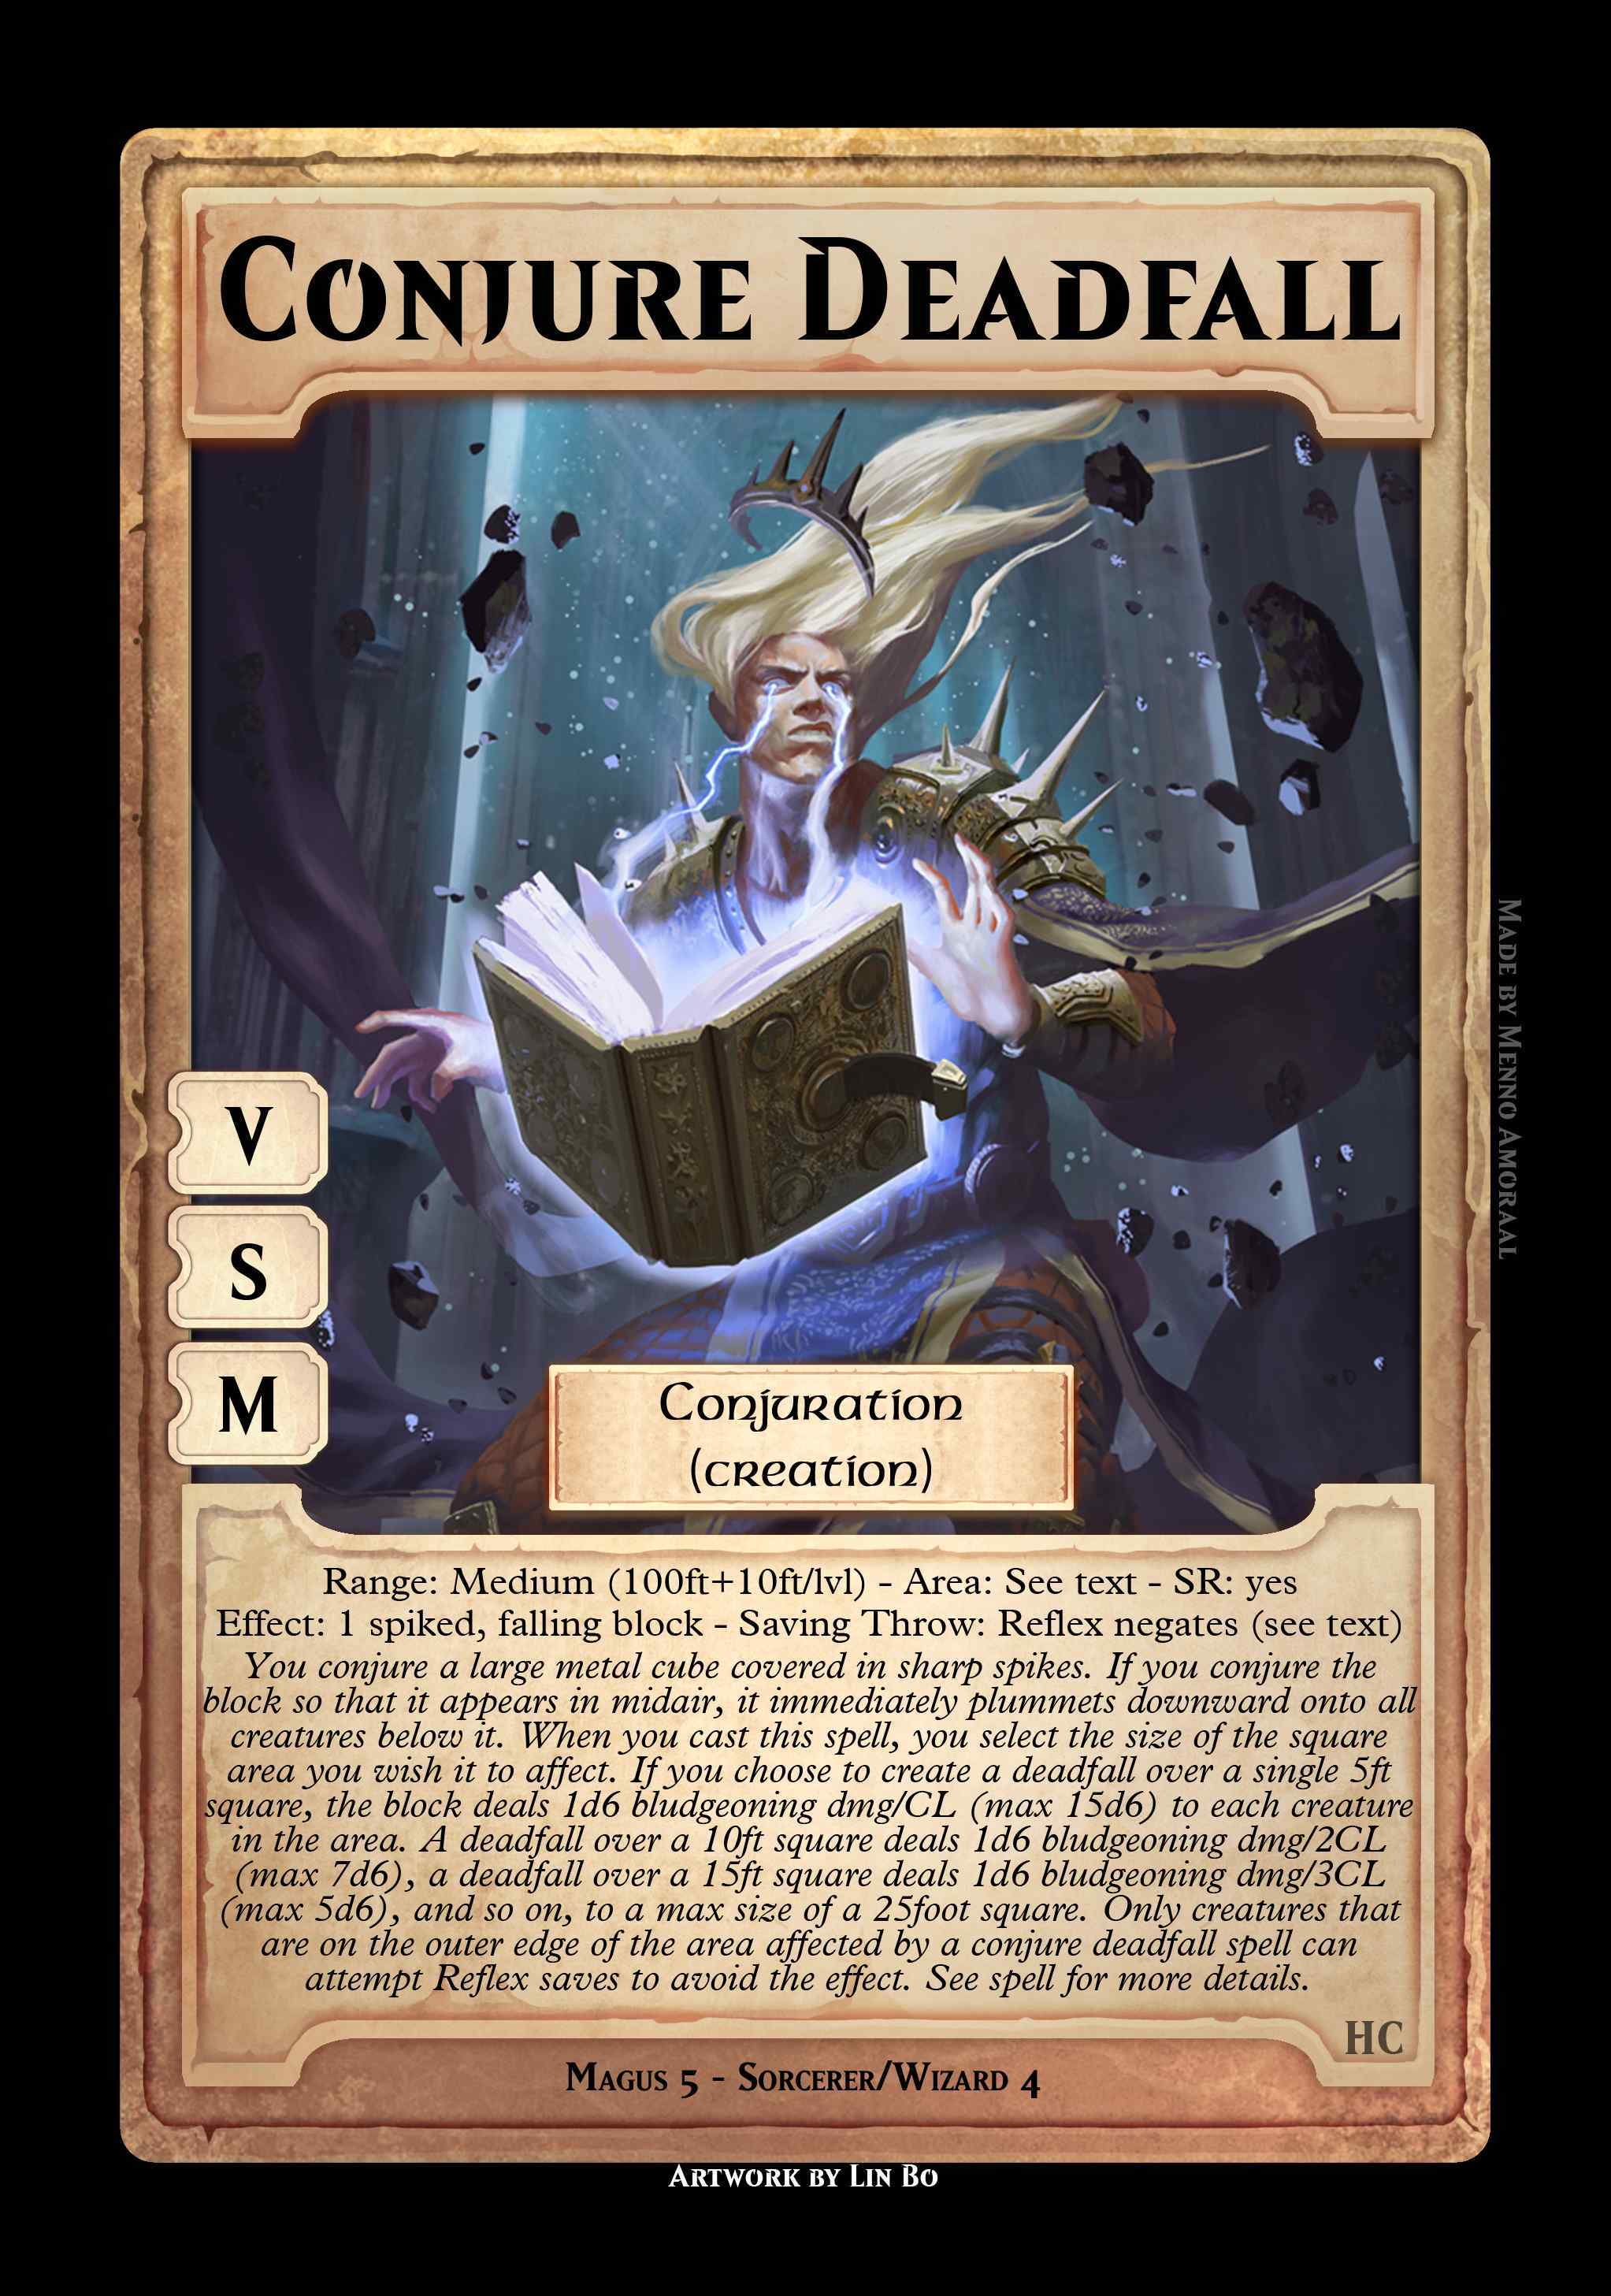 Conjure Deadfall
V
S
M
Conjuration
(creation)
Range: Medium (100ft+10ft/lvl) - Area: See text - SR: yes
Effect: 1 spiked, falling block - Saving Throw: Reflex negates (see text)
You conjure a large metal cube covered in sharp spikes. If you conjure the
block so that it appears in midair, it immediately plummets downward onto all
creatures below it. When you cast this spell, you select the size of the square
area you wish it to affect. If you choose to create a deadfall over a single 5ft
square, the block deals 1d6 bludgeoning dmg/CL (max 15d6) to each creature
in the area. A deadfall over a 10ft square deals 1d6 bludgeoning dmg/2CL
(max 7d6), a deadfall over a 15ft square deals 1d6 bludgeoning dmg/3CL
(max 5d6), and so on, to a max size of a 25foot square. Only creatures that
are on the outer edge of the area affected by a conjure deadfall spell can
attempt Reflex saves to avoid the effect. See spell for more details.
HC
Magus 5 - Sorcerer/Wizard 4
Artwork by Lin Bo
Made by Menno Amoraal